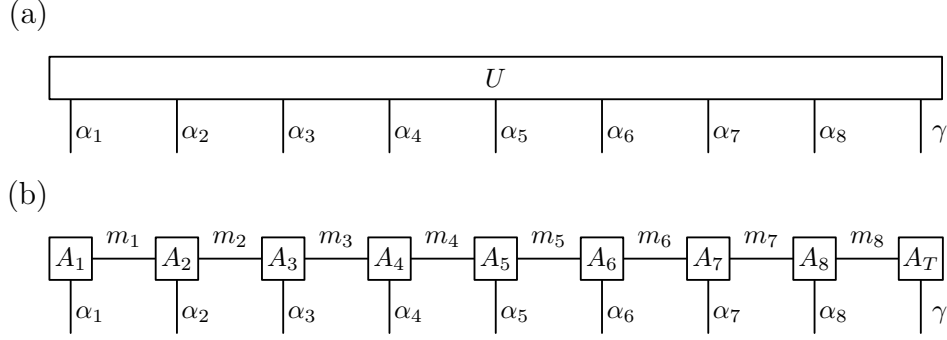 (a)
U
α₁ α₂ α₃ α₄ α₅ α₆ α₇ α₈ γ
(b)
m₁ m₂ m₃ m₄ m₅ m₆ m₇ m₈
A₁ A₂ A₃ A₄ A₅ A₆ A₇ A₈ A_T
α₁ α₂ α₃ α₄ α₅ α₆ α₇ α₈ γ